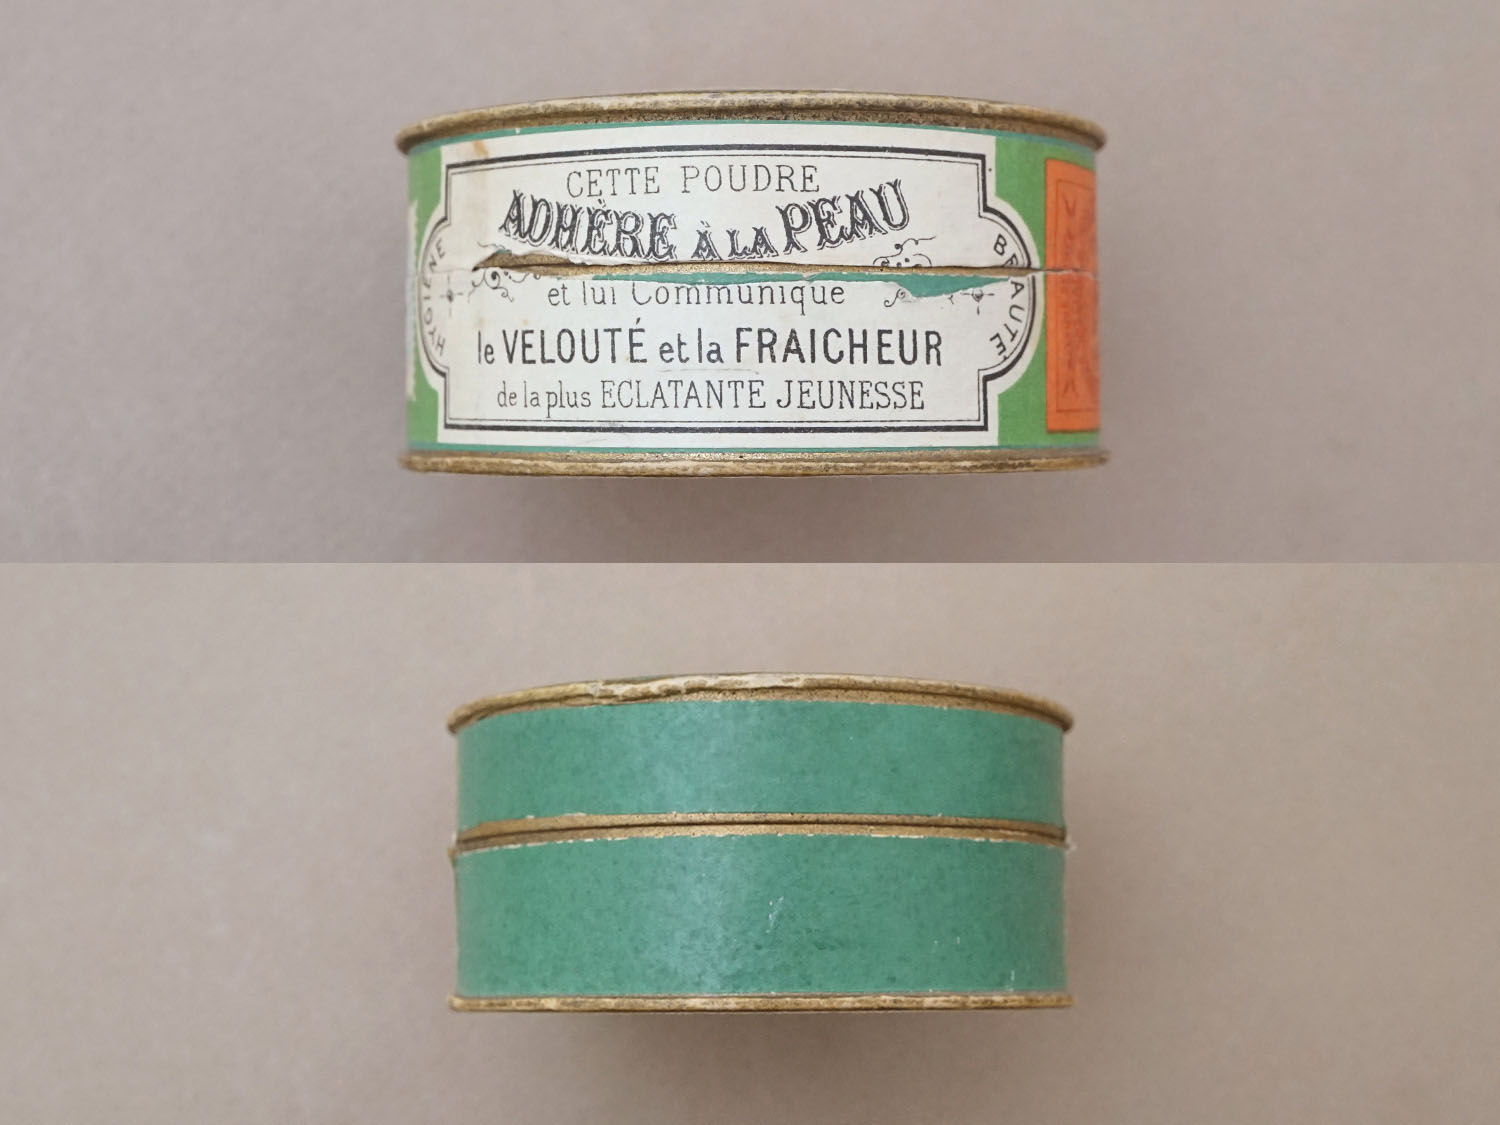 CETTE POUDRE
ADHÈRE À LA PEAU
et lui Communique
le VELOUTÉ et la FRAICHEUR
de la plus ECLATANTE JEUNESSE
HYGIENE
BEAUTÉ